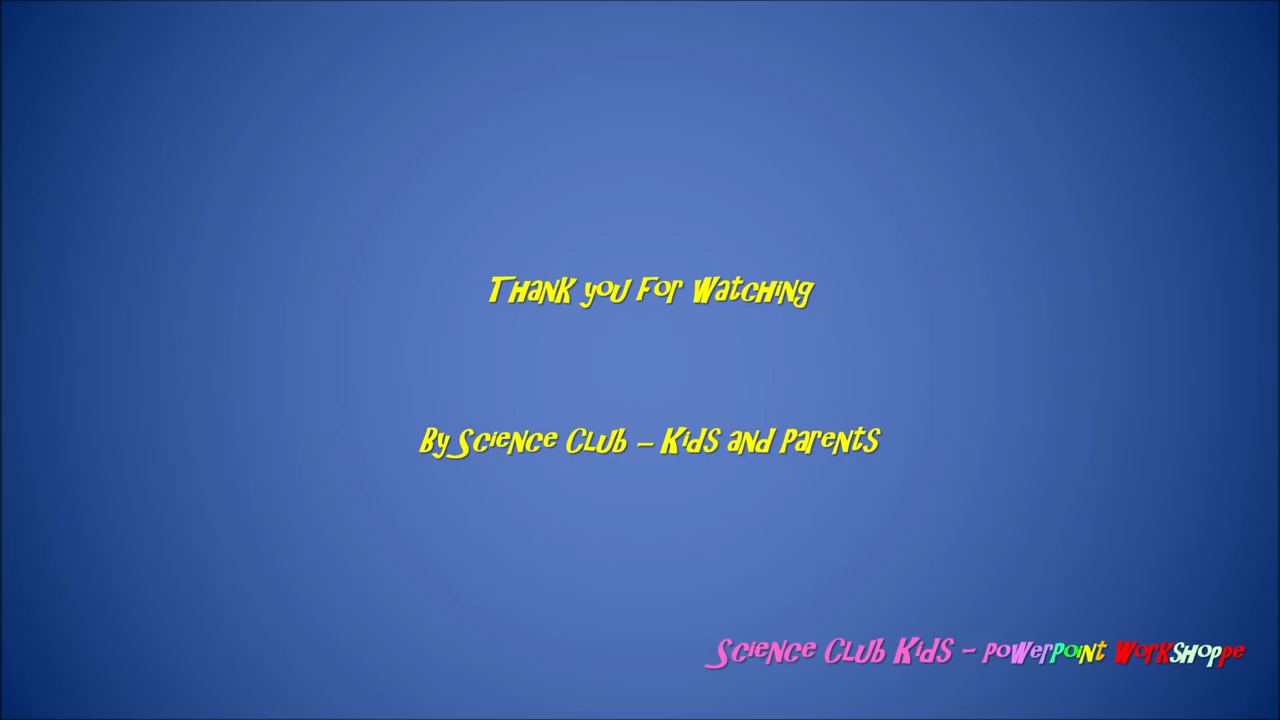 Thank you For Watching
By Science Club – Kids and Parents
Science Club Kids – PowerPoint WorkShoppe